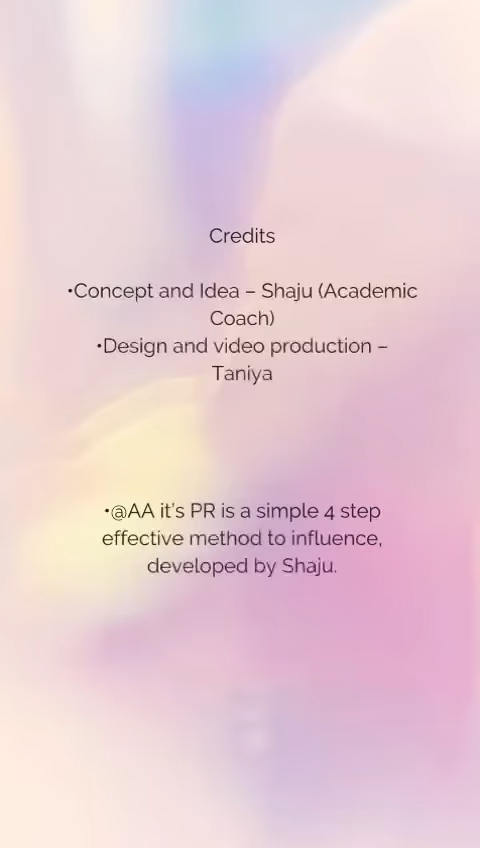 Credits
•Concept and Idea – Shaju (Academic
Coach)
•Design and video production –
Taniya
•@AA it's PR is a simple 4 step
effective method to influence,
developed by Shaju.